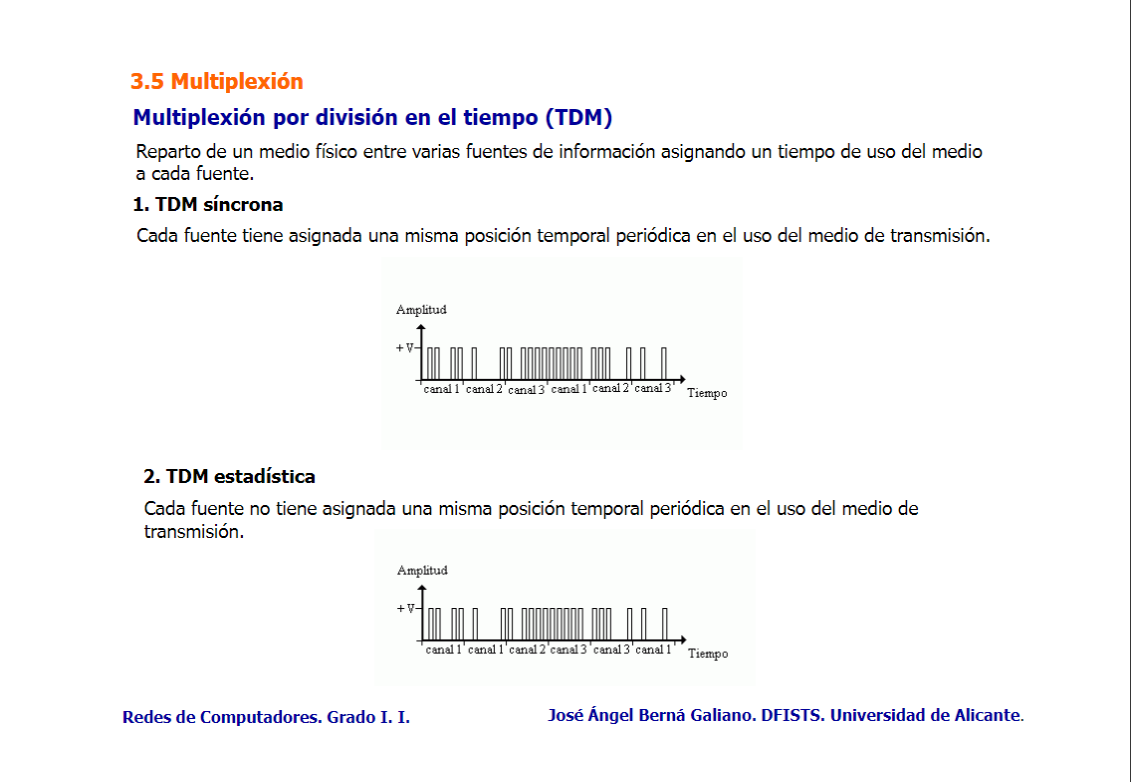 3.5 Multiplexión
Multiplexión por división en el tiempo (TDM)
Reparto de un medio físico entre varias fuentes de información asignando un tiempo de uso del medio
a cada fuente.
1. TDM síncrona
Cada fuente tiene asignada una misma posición temporal periódica en el uso del medio de transmisión.
Amplitud
+ V
canal 1 canal 2 canal 3 canal 1 canal 2 canal 3
Tiempo
2. TDM estadística
Cada fuente no tiene asignada una misma posición temporal periódica en el uso del medio de
transmisión.
Amplitud
+ V
canal 1 canal 1 canal 2 canal 3 canal 3 canal 1
Tiempo
Redes de Computadores. Grado I. I.
José Ángel Berná Galiano. DFISTS. Universidad de Alicante.